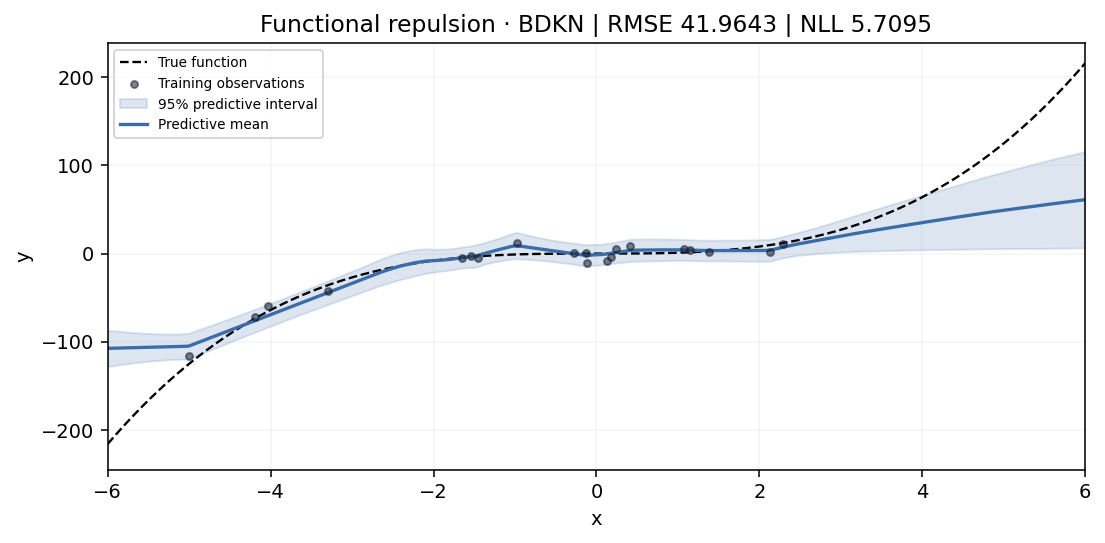 Functional repulsion · BDKN | RMSE 41.9643 | NLL 5.7095
True function
Training observations
95% predictive interval
Predictive mean
y
200
100
0
−100
−200
−6 −4 −2 0 2 4 6
x